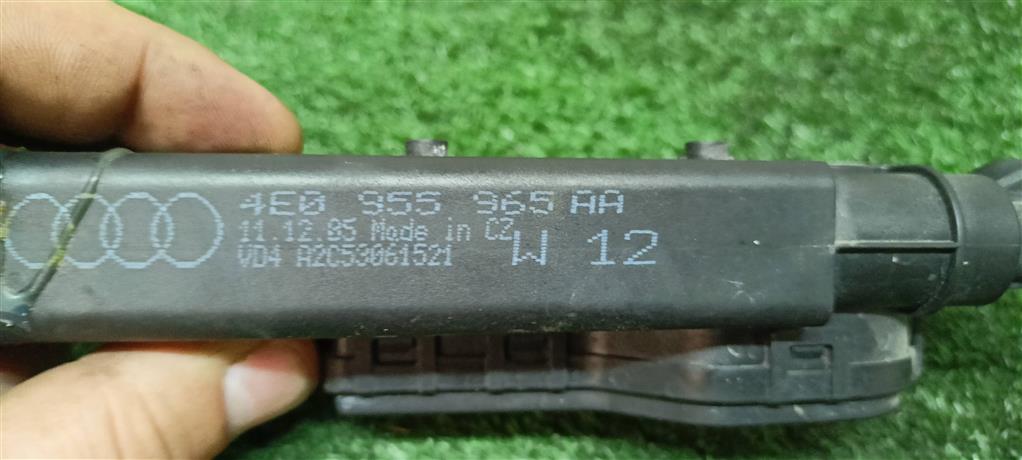 4E0 955 965 AA
11.12.05 Made in CZ
VD4 A2C53061521 W 12